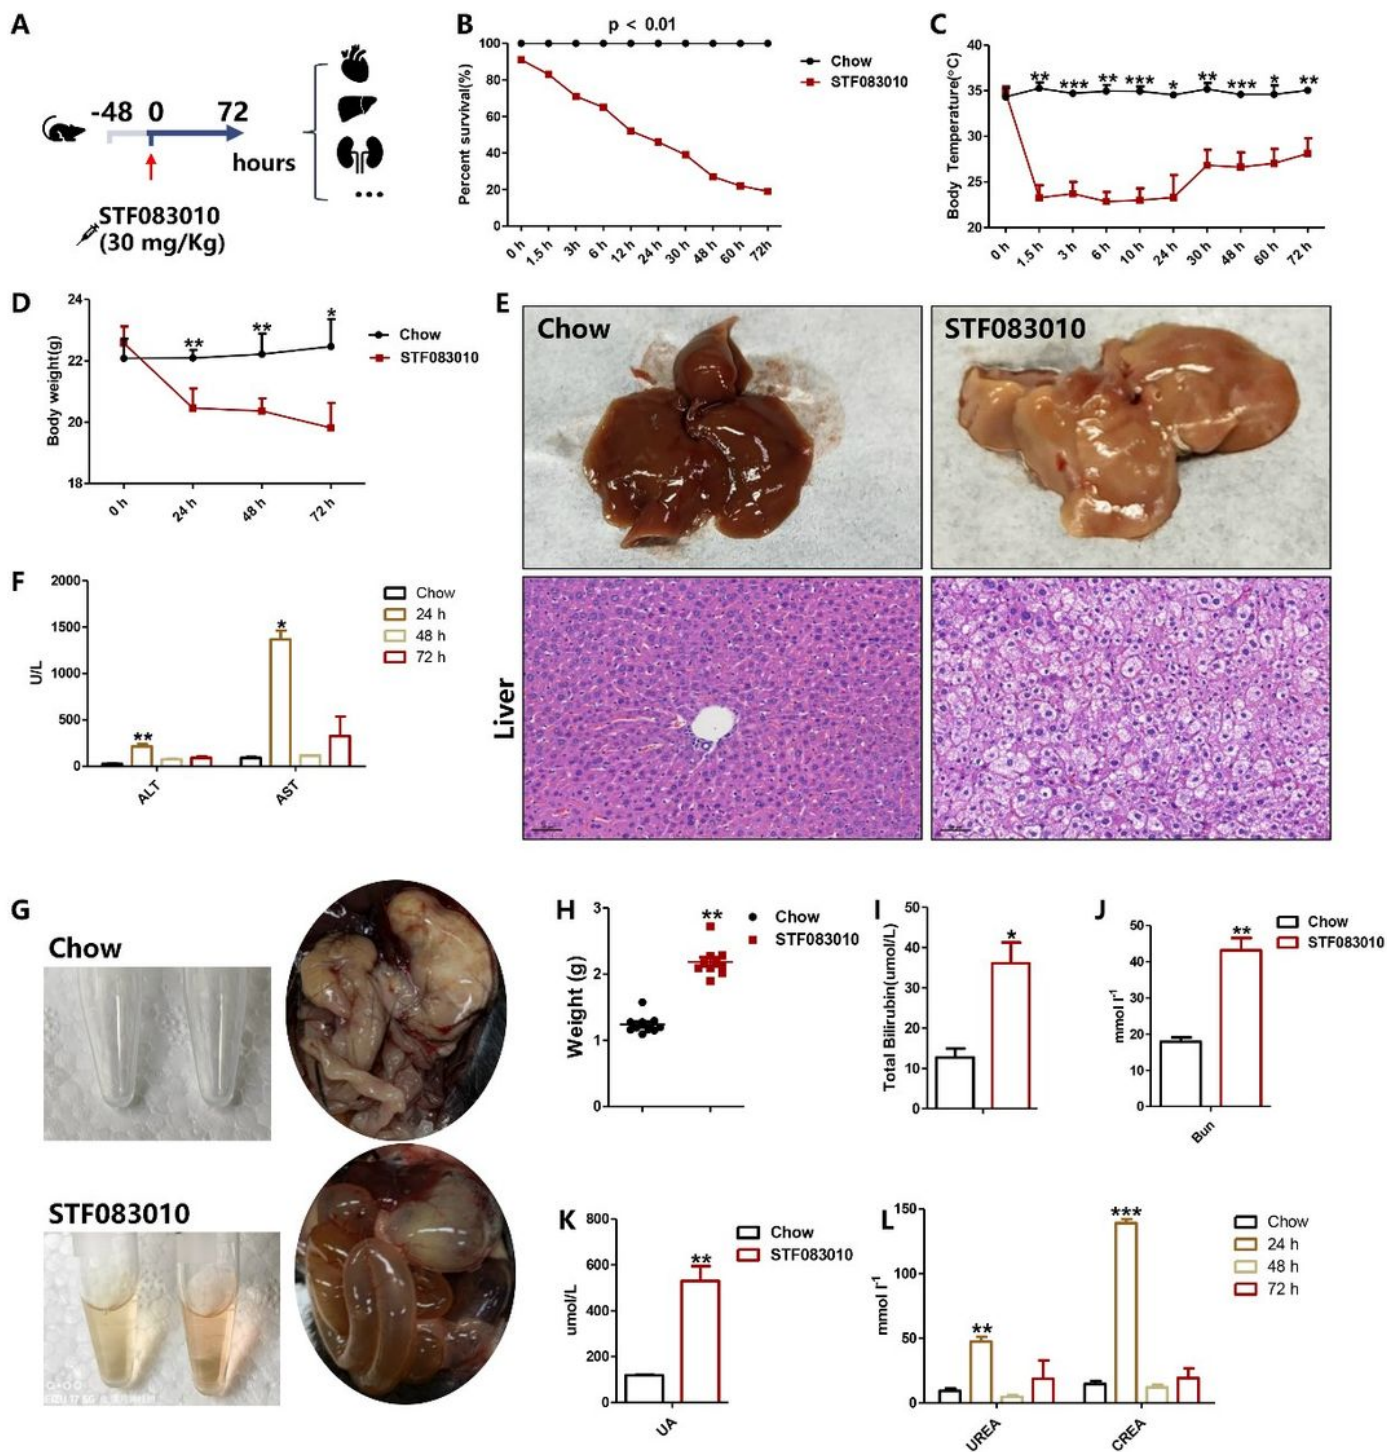 A
-48 0 72
hours
STF083010
(30 mg/Kg)
B
p < 0.01
Percent survival(%)
100
80
60
40
20
0
0 h 1.5 h 3h 6 h 12 h 24 h 30 h 48 h 60 h 72h
Chow
STF083010
C
Body Temperature(°C)
40
35
30
25
20
** *** ** *** * ** *** * **
0 h 1.5 h 3 h 6 h 10 h 24 h 30 h 48 h 60 h 72 h
D
Body weight(g)
24
22
20
18
** ** *
0 h 24 h 48 h 72 h
Chow
STF083010
E
Chow
STF083010
Liver
F
U/L
2000
1500
1000
500
0
** *
ALT AST
Chow
24 h
48 h
72 h
G
Chow
STF083010
H
Weight (g)
3
2
1
0
**
Chow
STF083010
I
Total Bilirubin(umol/L)
50
40
30
20
10
0
*
J
mmol l-1
50
40
30
20
10
0
**
Bun
Chow
STF083010
K
umol/L
800
600
400
200
0
**
UA
Chow
STF083010
L
mmol l-1
150
100
50
0
** ***
UREA CREA
Chow
24 h
48 h
72 h